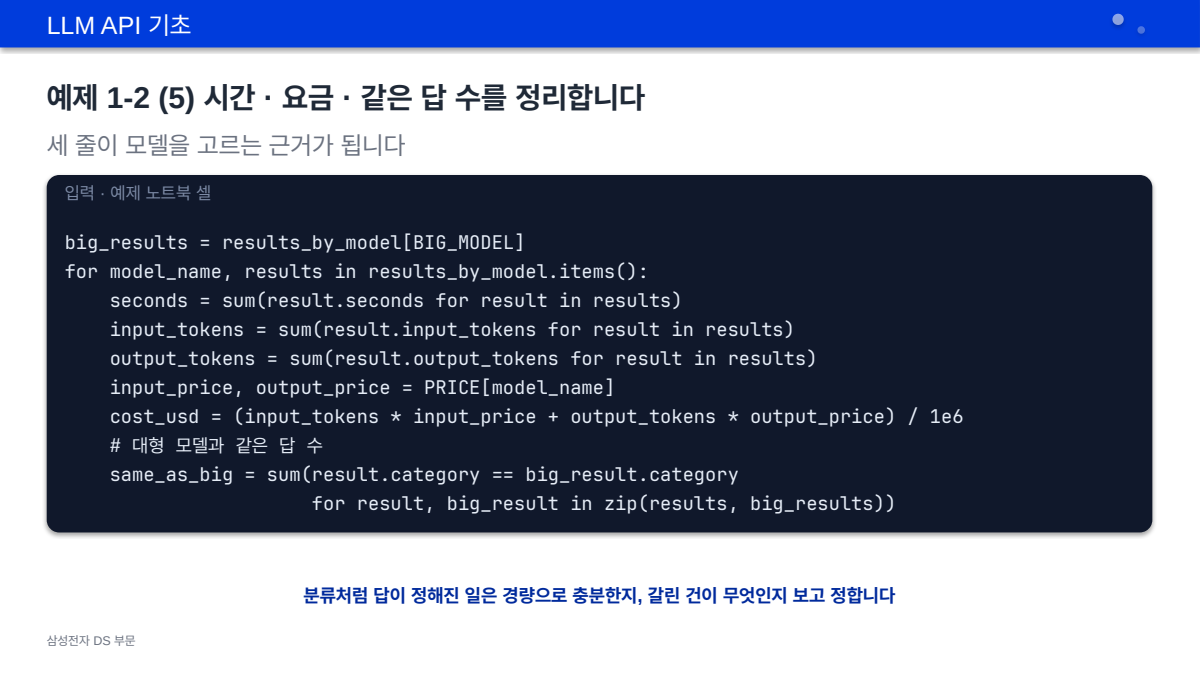 LLM API 기초
예제 1-2 (5) 시간 · 요금 · 같은 답 수를 정리합니다
세 줄이 모델을 고르는 근거가 됩니다
입력 · 예제 노트북 셀
big_results = results_by_model[BIG_MODEL]
for model_name, results in results_by_model.items():
    seconds = sum(result.seconds for result in results)
    input_tokens = sum(result.input_tokens for result in results)
    output_tokens = sum(result.output_tokens for result in results)
    input_price, output_price = PRICE[model_name]
    cost_usd = (input_tokens * input_price + output_tokens * output_price) / 1e6
    # 대형 모델과 같은 답 수
    same_as_big = sum(result.category == big_result.category
                      for result, big_result in zip(results, big_results))
분류처럼 답이 정해진 일은 경량으로 충분한지, 갈린 건이 무엇인지 보고 정합니다
삼성전자 DS 부문